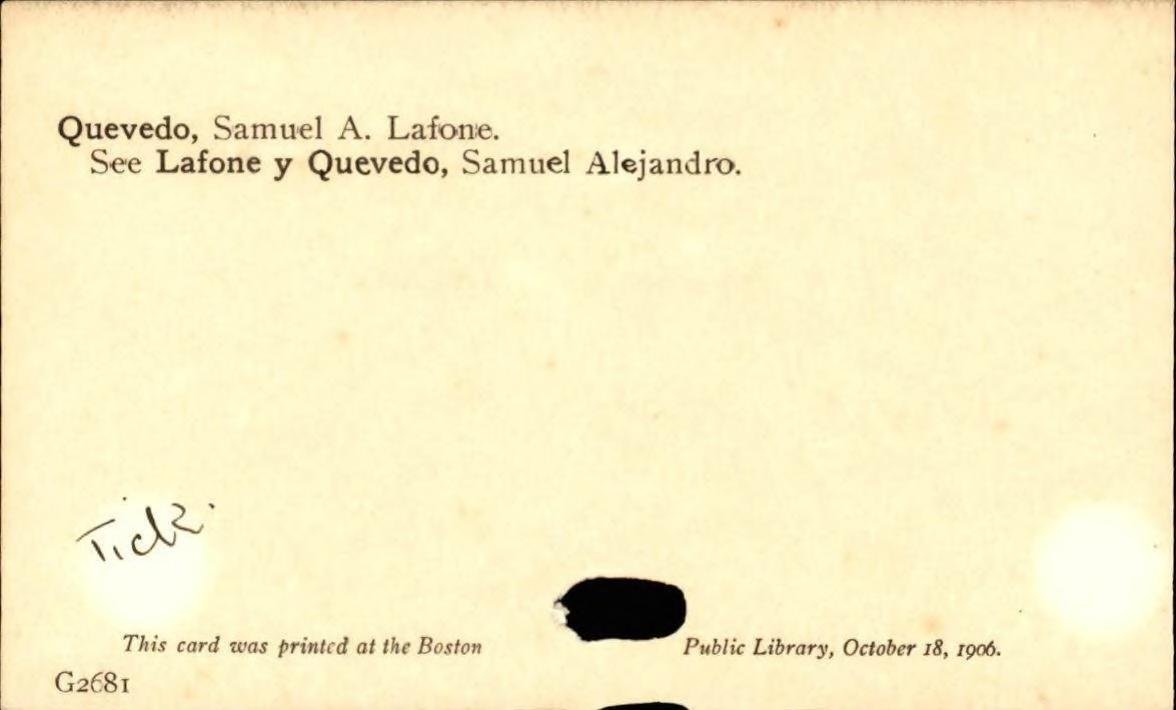 Quevedo, Samuel A. Lafone.
See Lafone y Quevedo, Samuel Alejandro.
Tick.
This card was printed at the Boston Public Library, October 18, 1906.
G2681